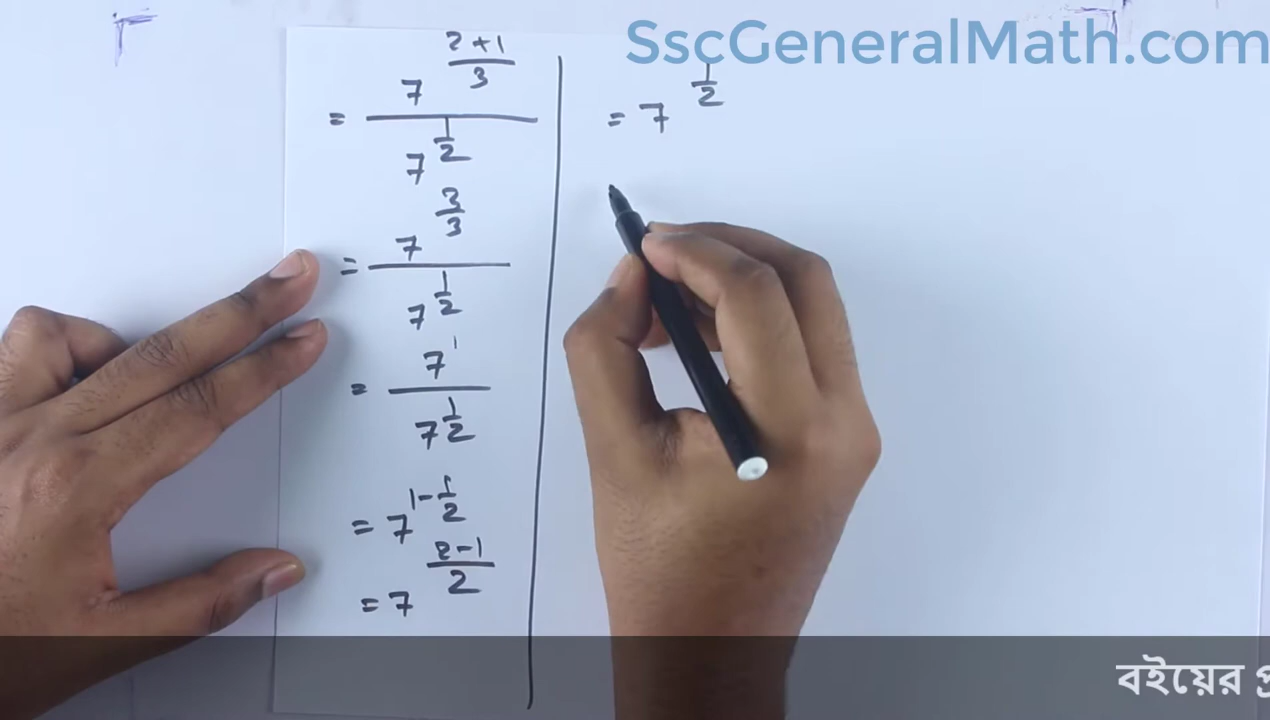 SscGeneralMath.com
= 7^((2+1)/3) / 7^(1/2)
= 7^(3/3) / 7^(1/2)
= 7^1 / 7^(1/2)
= 7^(1-1/2)
= 7^((2-1)/2)
= 7^(1/2)
বইয়ের